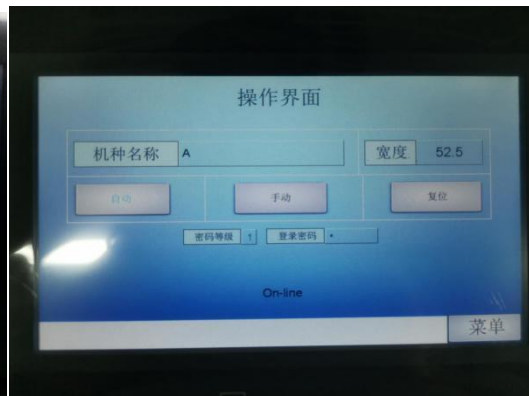 操作界面
机种名称 A 宽度 52.5
自动 手动 复位
密码等级 1 登录密码 *
On-line
菜单